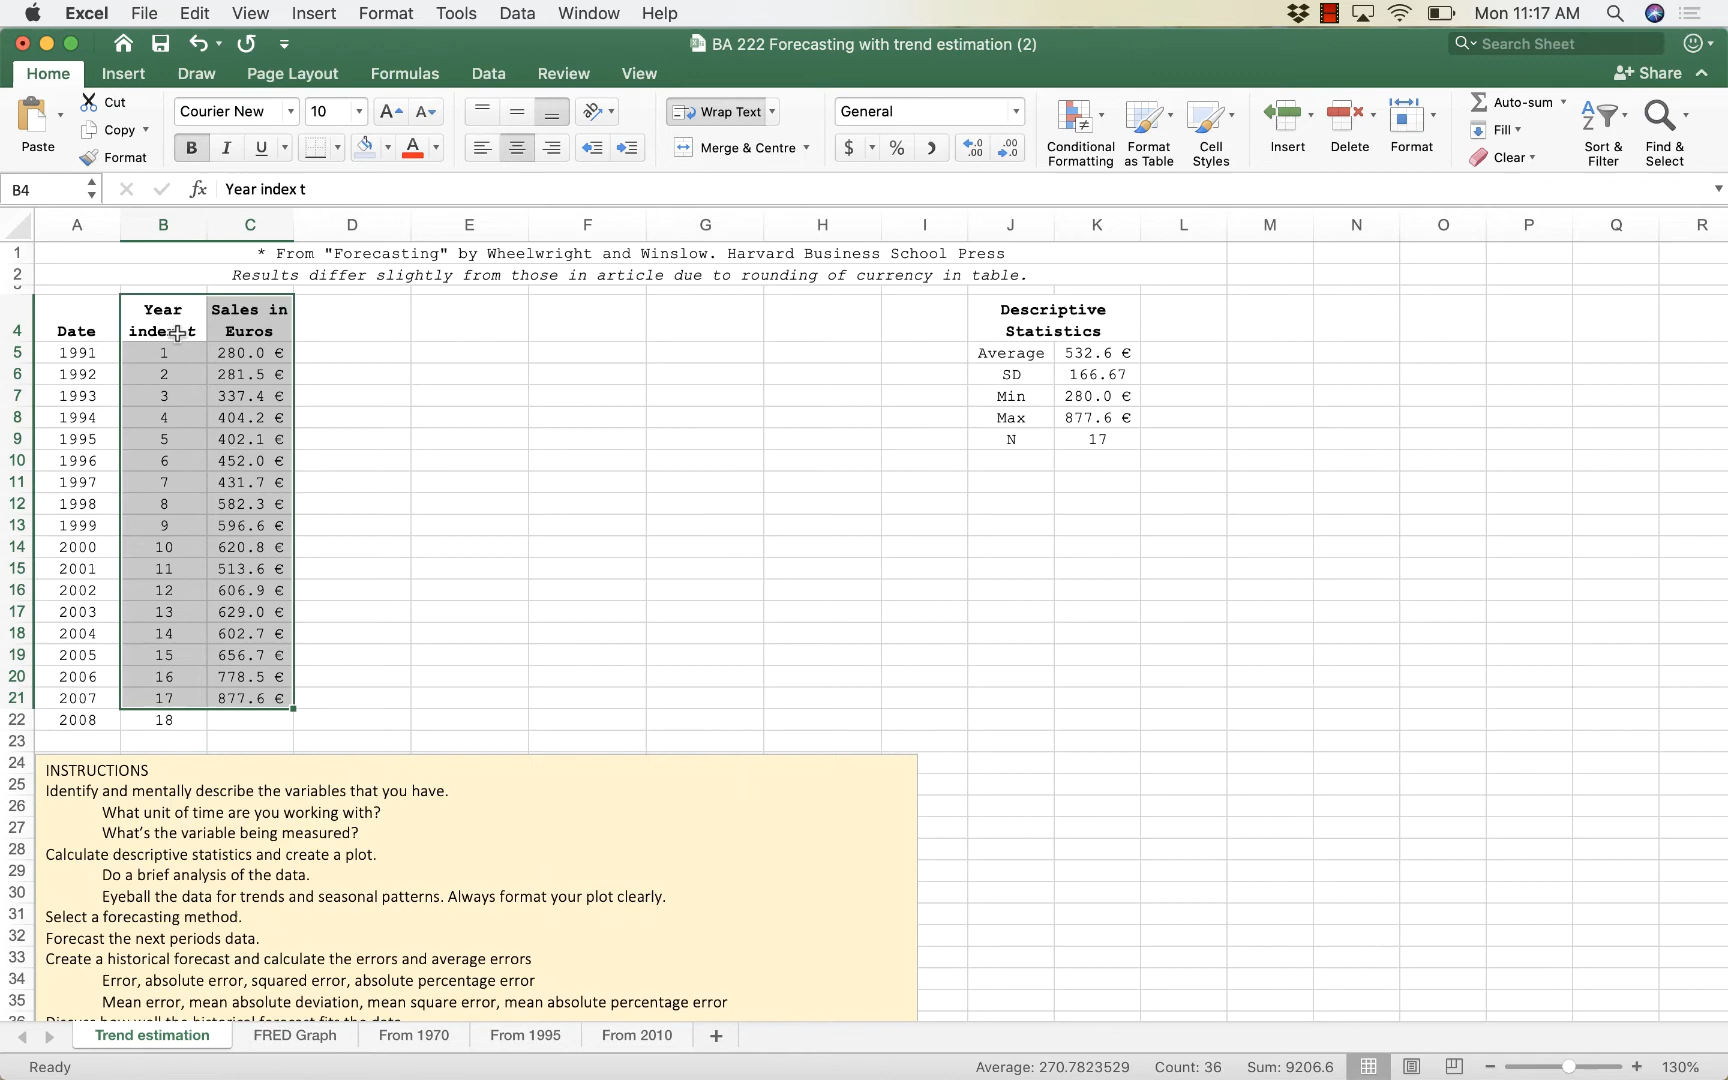 Excel File Edit View Insert Format Tools Data Window Help Mon 11:17 AM
BA 222 Forecasting with trend estimation (2) Search Sheet
Home Insert Draw Page Layout Formulas Data Review View Share
Paste Cut Copy Format
Courier New 10
B I U
Wrap Text
Merge & Centre
General
$ %
Conditional Formatting
Format as Table
Cell Styles
Insert Delete Format
Auto-sum
Fill
Clear
Sort & Filter
Find & Select
B4 fx Year index t
A B C D E F G H I J K L M N O P Q R
1 * From "Forecasting" by Wheelwright and Winslow. Harvard Business School Press
2 Results differ slightly from those in article due to rounding of currency in table.
Year Sales in Descriptive
4 Date index t Euros Statistics
5 1991 1 280.0 € Average 532.6 €
6 1992 2 281.5 € SD 166.67
7 1993 3 337.4 € Min 280.0 €
8 1994 4 404.2 € Max 877.6 €
9 1995 5 402.1 € N 17
10 1996 6 452.0 €
11 1997 7 431.7 €
12 1998 8 582.3 €
13 1999 9 596.6 €
14 2000 10 620.8 €
15 2001 11 513.6 €
16 2002 12 606.9 €
17 2003 13 629.0 €
18 2004 14 602.7 €
19 2005 15 656.7 €
20 2006 16 778.5 €
21 2007 17 877.6 €
22 2008 18
23
24 INSTRUCTIONS
25 Identify and mentally describe the variables that you have.
26 What unit of time are you working with?
27 What's the variable being measured?
28 Calculate descriptive statistics and create a plot.
29 Do a brief analysis of the data.
30 Eyeball the data for trends and seasonal patterns. Always format your plot clearly.
31 Select a forecasting method.
32 Forecast the next periods data.
33 Create a historical forecast and calculate the errors and average errors
34 Error, absolute error, squared error, absolute percentage error
35 Mean error, mean absolute deviation, mean square error, mean absolute percentage error
Trend estimation FRED Graph From 1970 From 1995 From 2010 +
Ready Average: 270.7823529 Count: 36 Sum: 9206.6 130%